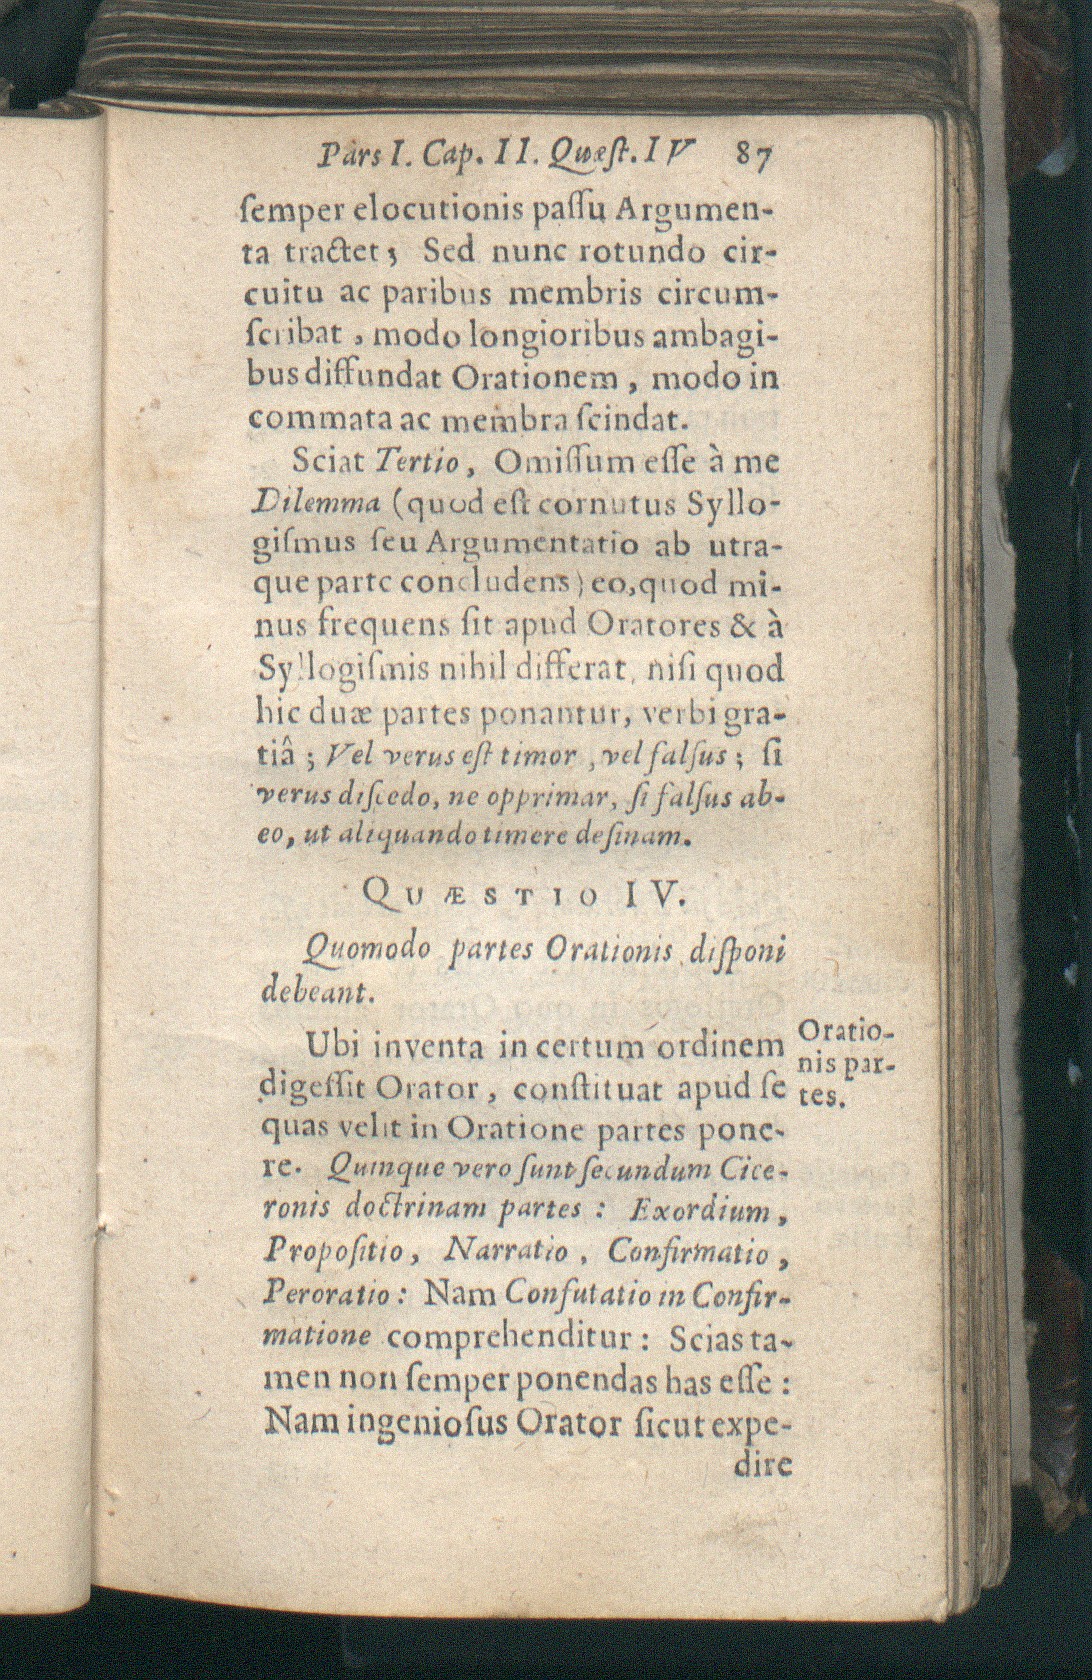 Pars I. Cap. II. Quæſt. IV 87
ſemper elocutionis paſſu Argumen-
ta tractet; Sed nunc rotundo cir-
cuitu ac paribus membris circum-
ſcribat, modo longioribus ambagi-
bus diffundat Orationem, modo in
commata ac membra ſcindat.
Sciat Tertio, Omiſſum eſſe à me
Dilemma (quod eſt cornutus Syllo-
giſmus ſeu Argumentatio ab utra-
que parte concludens) eo, quod mi-
nus frequens ſit apud Oratores & à
Syllogiſmis nihil differat, niſi quod
hic duæ partes ponantur, verbi gra-
tiâ; Vel verus eſt timor, vel falſus; ſi
verus diſcedo, ne opprimar, ſi falſus ab-
eo, ut aliquando timere deſinam.
QUÆSTIO IV.
Quomodo partes Orationis diſponi
debeant.
Ubi inventa in certum ordinem
digeſſit Orator, conſtituat apud ſe
quas velit in Oratione partes pone-
re. Quinque vero ſunt ſecundum Cice-
ronis doctrinam partes: Exordium,
Propoſitio, Narratio, Confirmatio,
Peroratio: Nam Confutatio in Confir-
matione comprehenditur: Scias ta-
men non ſemper ponendas has eſſe:
Nam ingenioſus Orator ſicut expe-
dire
Oratio-
nis par-
tes.